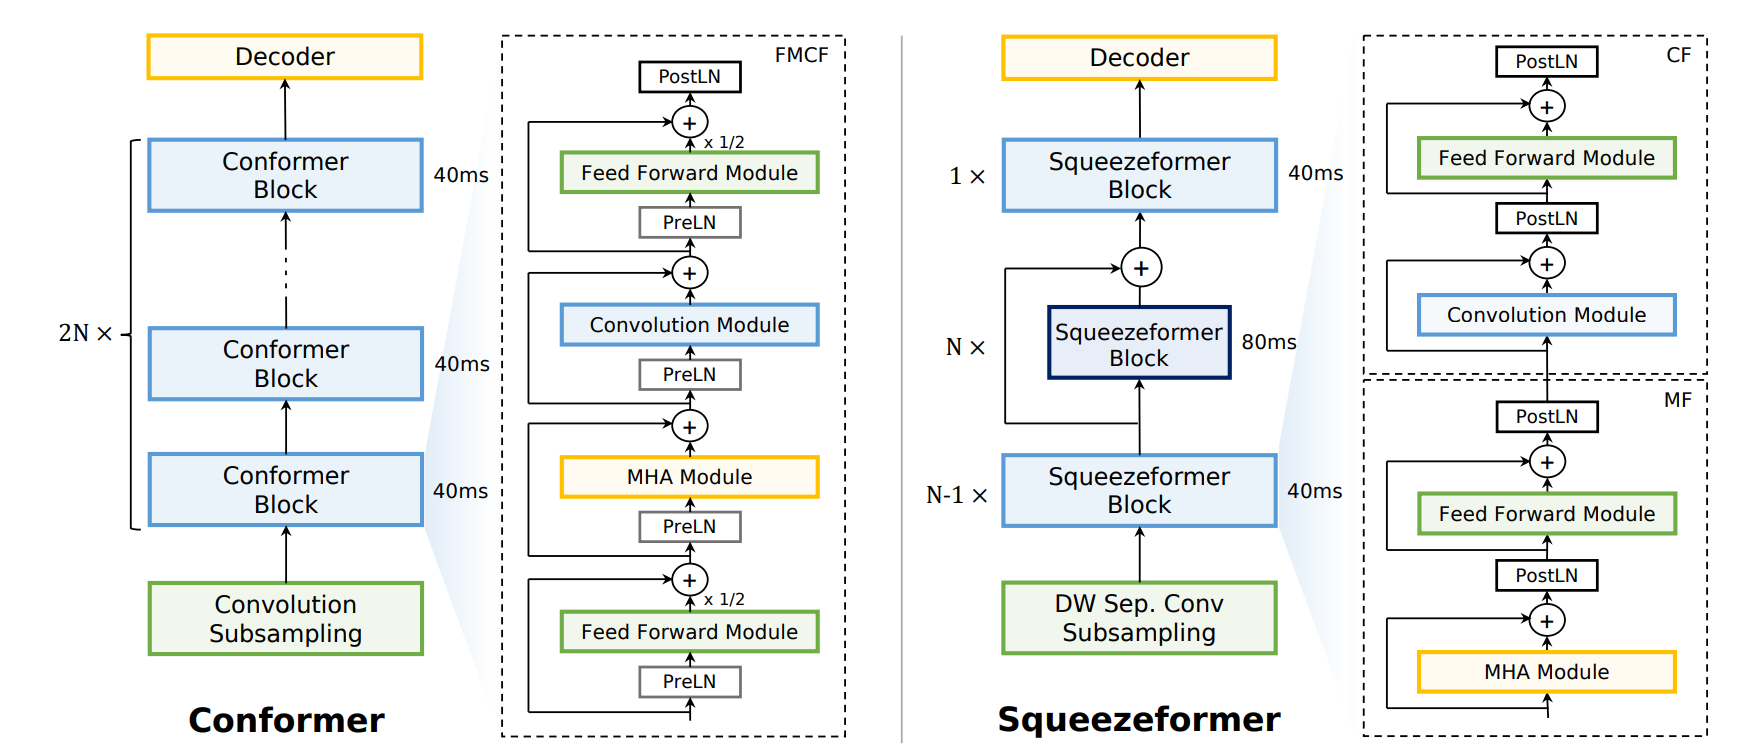 Decoder
Conformer
Block
40ms
2N ×
Conformer
Block
40ms
Conformer
Block
40ms
Convolution
Subsampling
Conformer
FMCF
PostLN
+
x 1/2
Feed Forward Module
PreLN
+
Convolution Module
PreLN
+
MHA Module
PreLN
+
x 1/2
Feed Forward Module
PreLN
Decoder
1 ×
Squeezeformer
Block
40ms
+
N ×
Squeezeformer
Block
80ms
N-1 ×
Squeezeformer
Block
40ms
DW Sep. Conv
Subsampling
Squeezeformer
CF
PostLN
+
Feed Forward Module
PostLN
+
Convolution Module
MF
PostLN
+
Feed Forward Module
PostLN
+
MHA Module